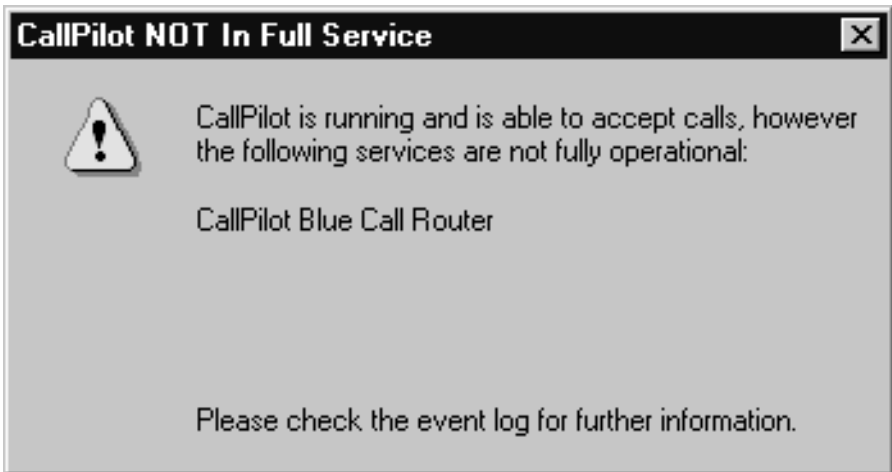 CallPilot NOT In Full Service
CallPilot is running and is able to accept calls, however
the following services are not fully operational:
CallPilot Blue Call Router
Please check the event log for further information.